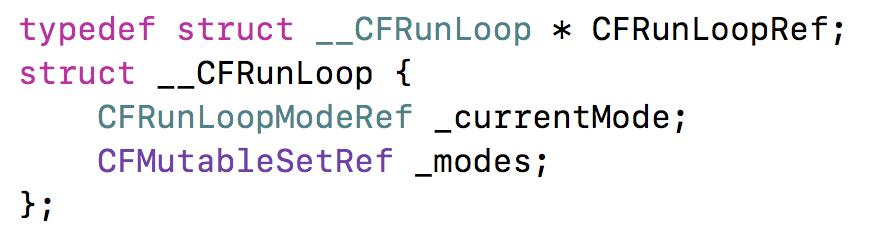 typedef struct __CFRunLoop * CFRunLoopRef;
struct __CFRunLoop {
    CFRunLoopModeRef _currentMode;
    CFMutableSetRef _modes;
};